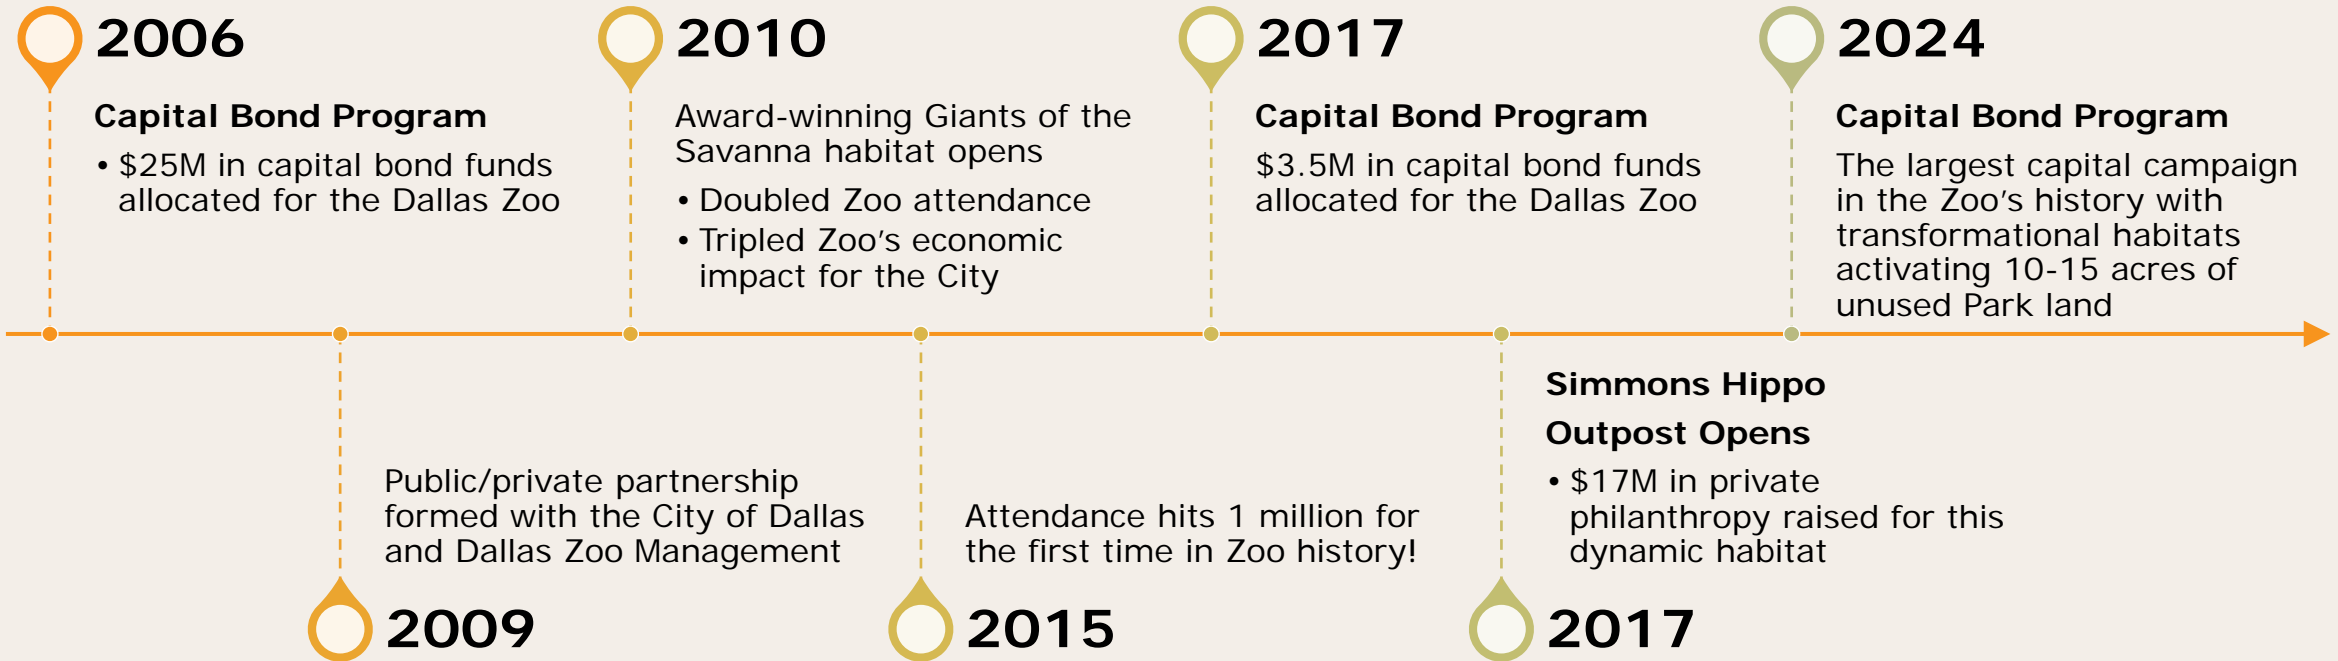 2006
Capital Bond Program
• $25M in capital bond funds
allocated for the Dallas Zoo
2010
Award-winning Giants of the
Savanna habitat opens
• Doubled Zoo attendance
• Tripled Zoo’s economic
impact for the City
2017
Capital Bond Program
$3.5M in capital bond funds
allocated for the Dallas Zoo
2024
Capital Bond Program
The largest capital campaign
in the Zoo’s history with
transformational habitats
activating 10-15 acres of
unused Park land
Public/private partnership
formed with the City of Dallas
and Dallas Zoo Management
2009
Attendance hits 1 million for
the first time in Zoo history!
2015
Simmons Hippo
Outpost Opens
• $17M in private
philanthropy raised for this
dynamic habitat
2017